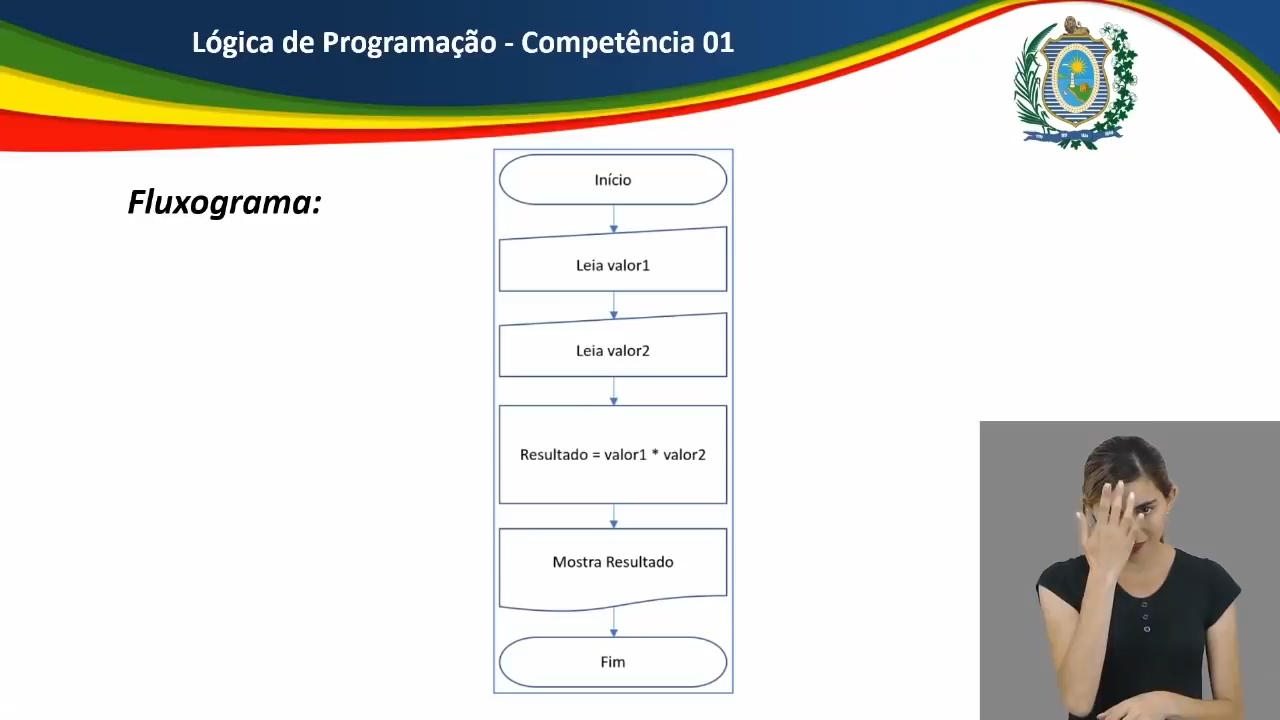 Lógica de Programação - Competência 01
Fluxograma:
Início
Leia valor1
Leia valor2
Resultado = valor1 * valor2
Mostra Resultado
Fim